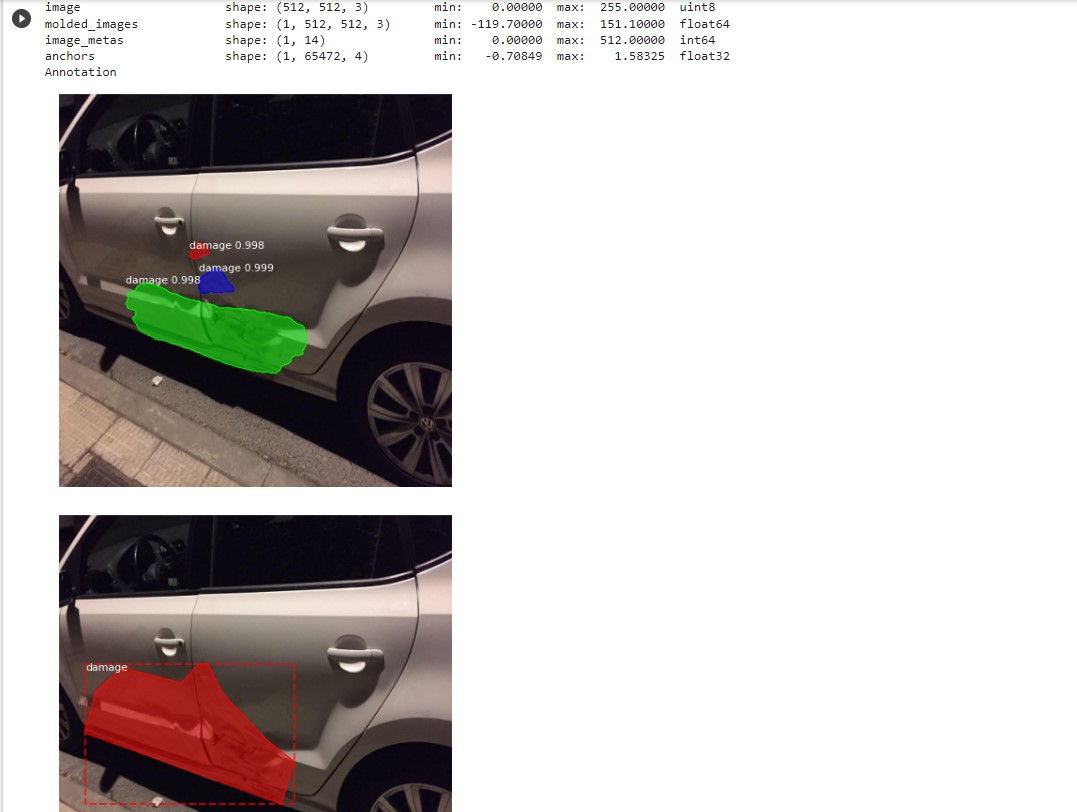 image                    shape: (512, 512, 3)         min:    0.00000  max:  255.00000  uint8
molded_images            shape: (1, 512, 512, 3)      min: -119.70000  max:  151.10000  float64
image_metas              shape: (1, 14)               min:    0.00000  max:  512.00000  int64
anchors                  shape: (1, 65472, 4)         min:   -0.70849  max:    1.58325  float32
Annotation
damage 0.998
damage 0.999
damage 0.998
damage